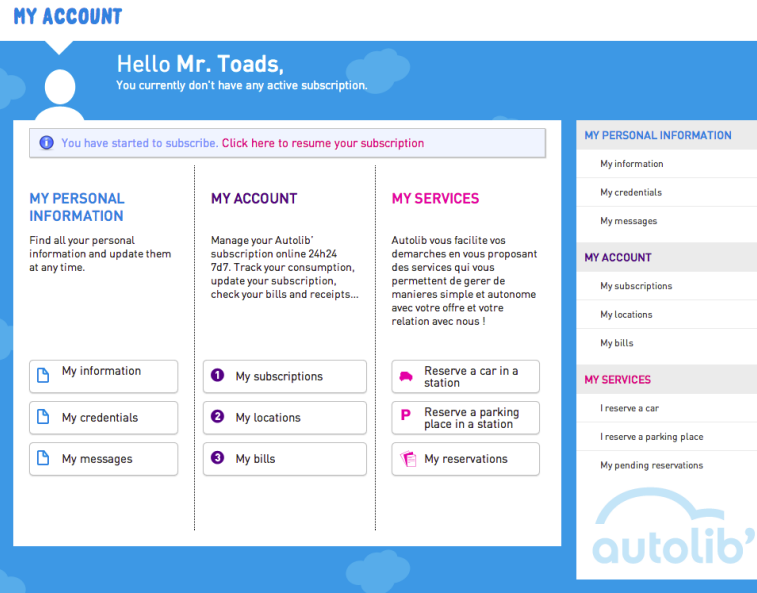 MY ACCOUNT
Hello Mr. Toads,
You currently don't have any active subscription.
i You have started to subscribe. Click here to resume your subscription
MY PERSONAL
INFORMATION
Find all your personal
information and update them
at any time.
My information
My credentials
My messages
MY ACCOUNT
Manage your Autolib'
subscription online 24h24
7d7. Track your consumption,
update your subscription,
check your bills and receipts...
1 My subscriptions
2 My locations
3 My bills
MY SERVICES
Autolib vous facilite vos
demarches en vous proposant
des services qui vous
permettent de gerer de
manieres simple et autonome
avec votre offre et votre
relation avec nous !
Reserve a car in a
station
P Reserve a parking
place in a station
My reservations
MY PERSONAL INFORMATION
My information
My credentials
My messages
MY ACCOUNT
My subscriptions
My locations
My bills
MY SERVICES
I reserve a car
I reserve a parking place
My pending reservations
autolib'